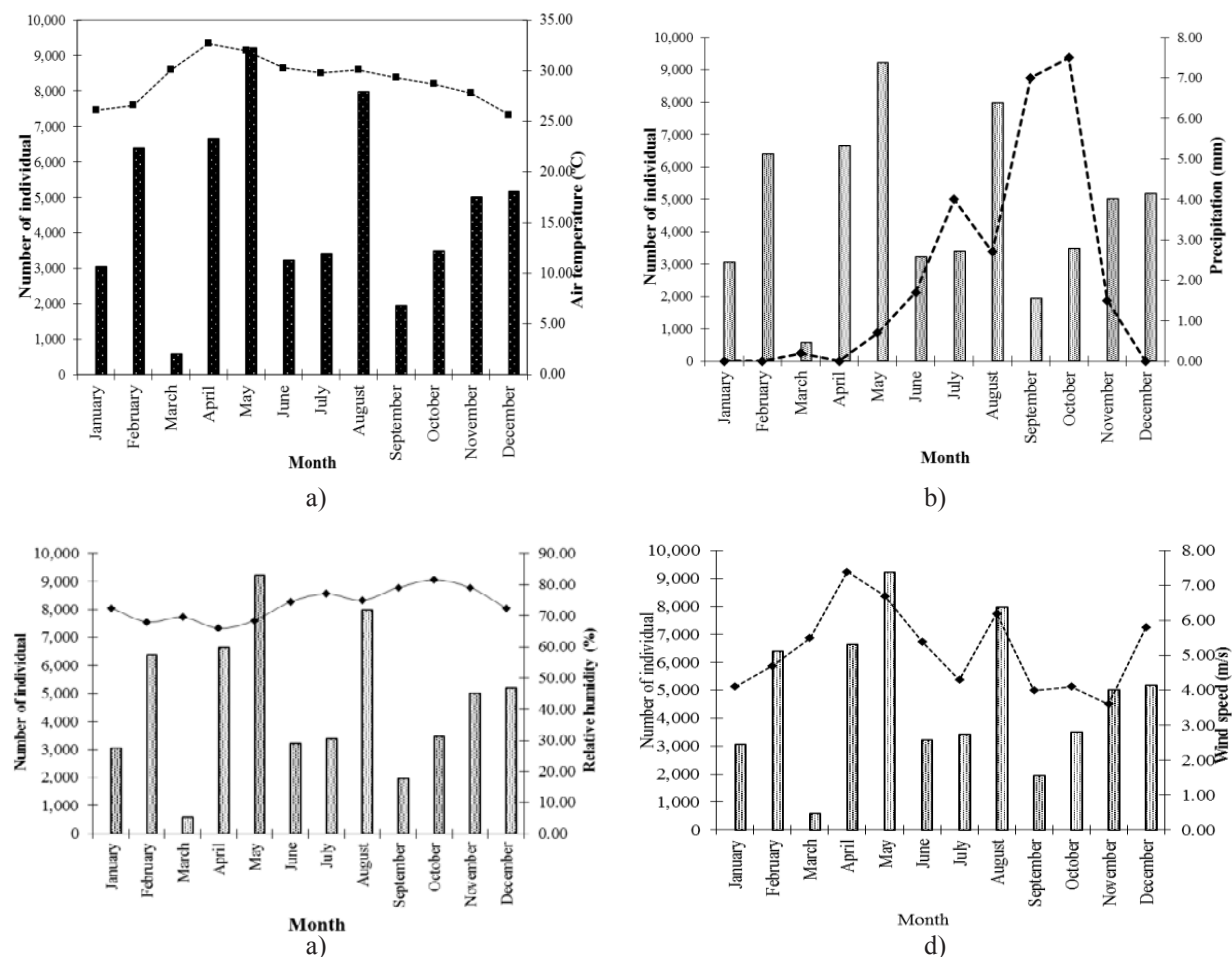 10,000
9,000
8,000
7,000
6,000
5,000
4,000
3,000
2,000
1,000
0
Number of individual
35.00
30.00
25.00
20.00
15.00
10.00
5.00
0.00
Air temperature (°C)
January
February
March
April
May
June
July
August
September
October
November
December
Month
a)
10,000
9,000
8,000
7,000
6,000
5,000
4,000
3,000
2,000
1,000
0
Number of individual
8.00
7.00
6.00
5.00
4.00
3.00
2.00
1.00
0.00
Precipitation (mm)
January
February
March
April
May
June
July
August
September
October
November
December
Month
b)
10,000
9,000
8,000
7,000
6,000
5,000
4,000
3,000
2,000
1,000
0
Number of individual
90.00
80.00
70.00
60.00
50.00
40.00
30.00
20.00
10.00
0.00
Relative humidity (%)
January
February
March
April
May
June
July
August
September
October
November
December
Month
a)
10,000
9,000
8,000
7,000
6,000
5,000
4,000
3,000
2,000
1,000
0
Number of individual
8.00
7.00
6.00
5.00
4.00
3.00
2.00
1.00
0.00
Wind speed (m/s)
January
February
March
April
May
June
July
August
September
October
November
December
Month
d)